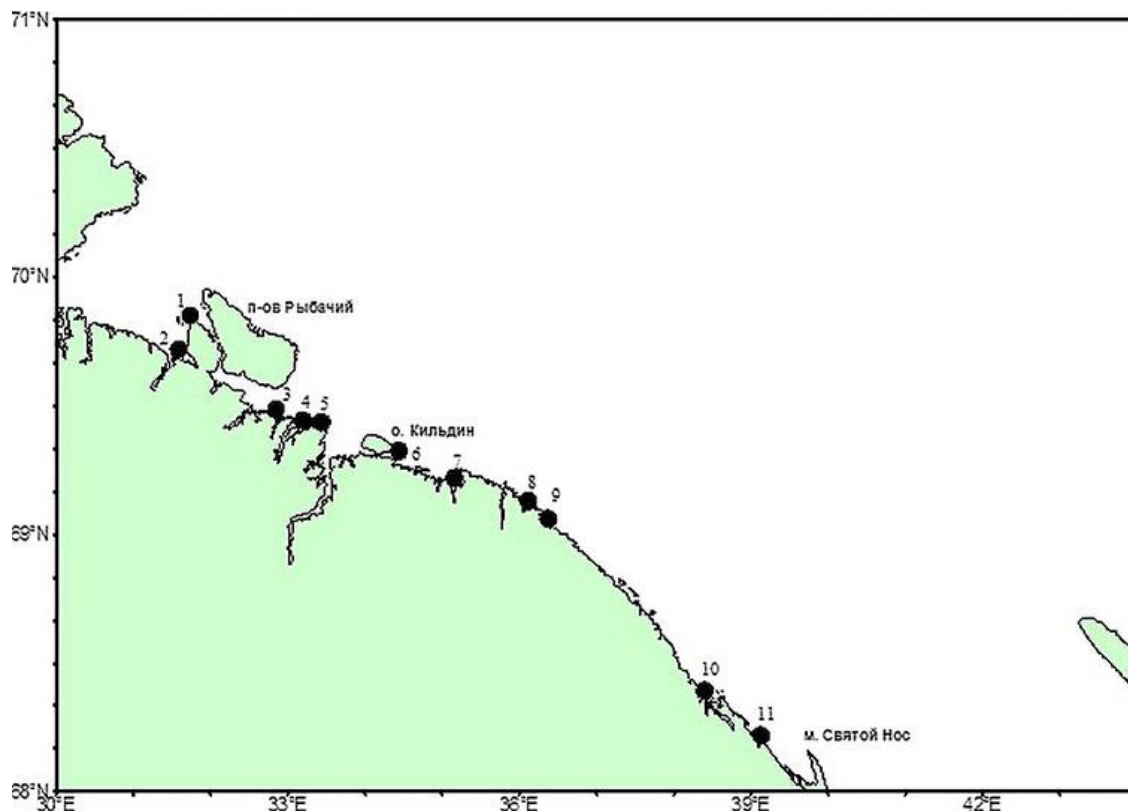 71°N
70°N
1
п-ов Рыбачий
2
3
4
5
о. Кильдин
6
7
8
9
69°N
10
11
м. Святой Нос
68°N
30°E
33°E
36°E
39°E
42°E